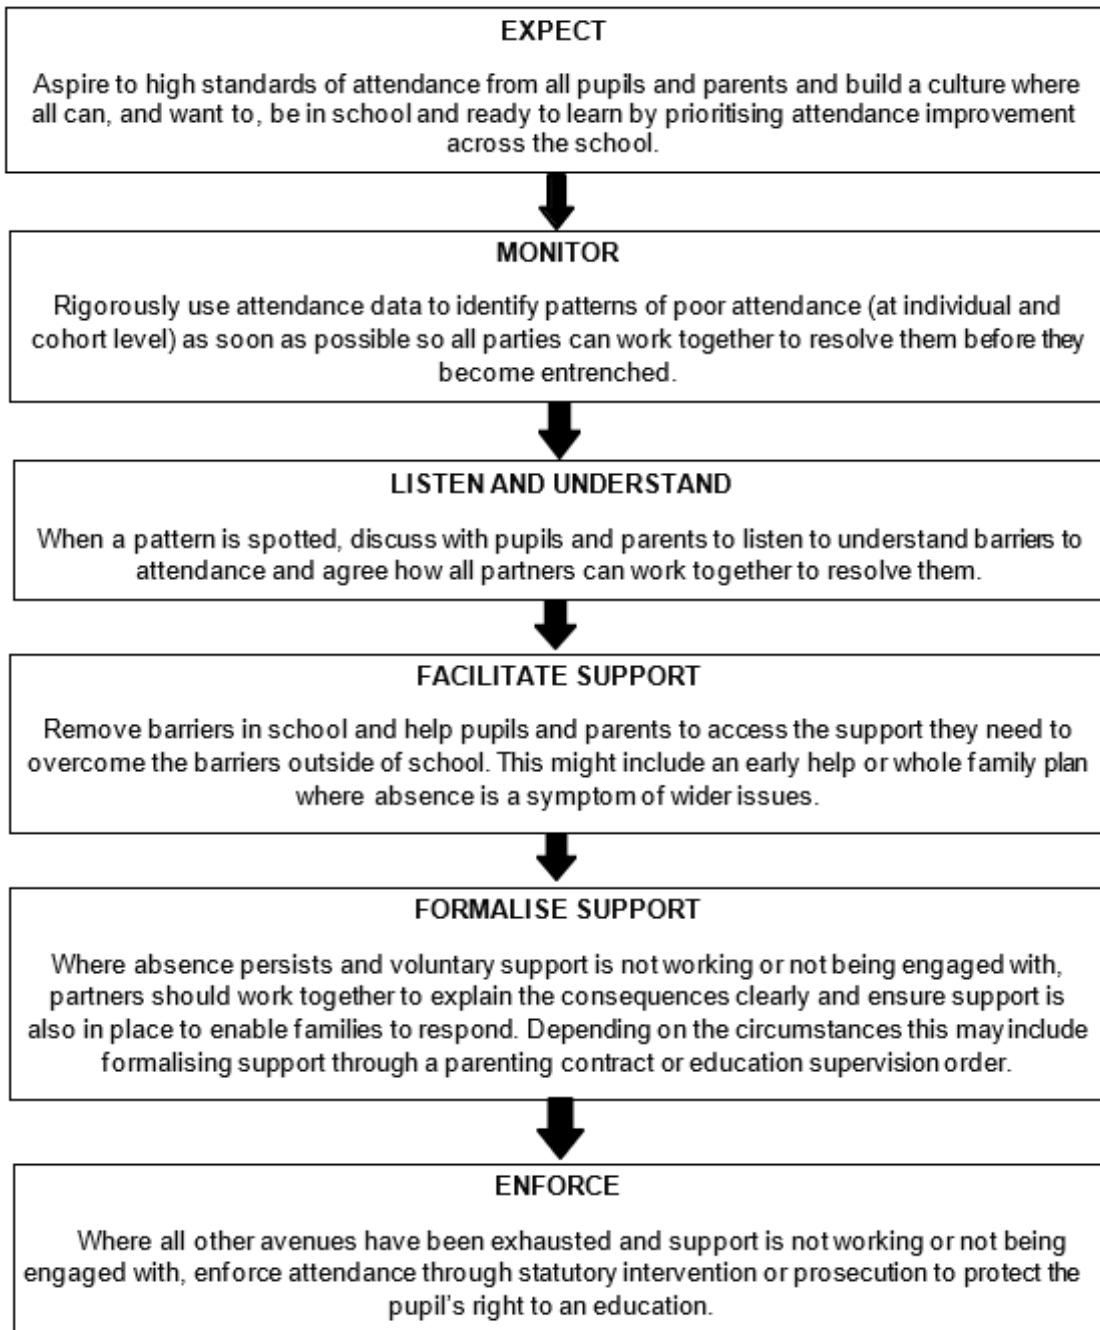 EXPECT
Aspire to high standards of attendance from all pupils and parents and build a culture where
all can, and want to, be in school and ready to learn by prioritising attendance improvement
across the school.
MONITOR
Rigorously use attendance data to identify patterns of poor attendance (at individual and
cohort level) as soon as possible so all parties can work together to resolve them before they
become entrenched.
LISTEN AND UNDERSTAND
When a pattern is spotted, discuss with pupils and parents to listen to understand barriers to
attendance and agree how all partners can work together to resolve them.
FACILITATE SUPPORT
Remove barriers in school and help pupils and parents to access the support they need to
overcome the barriers outside of school. This might include an early help or whole family plan
where absence is a symptom of wider issues.
FORMALISE SUPPORT
Where absence persists and voluntary support is not working or not being engaged with,
partners should work together to explain the consequences clearly and ensure support is
also in place to enable families to respond. Depending on the circumstances this may include
formalising support through a parenting contract or education supervision order.
ENFORCE
Where all other avenues have been exhausted and support is not working or not being
engaged with, enforce attendance through statutory intervention or prosecution to protect the
pupil's right to an education.